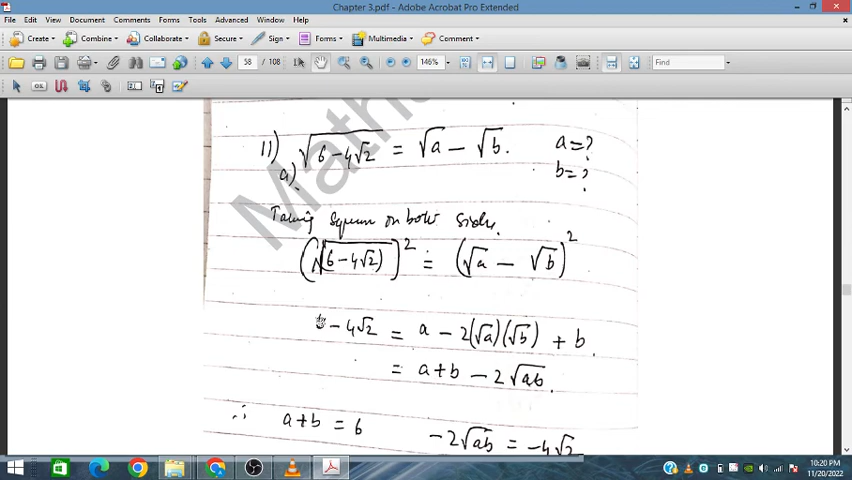 Chapter 3.pdf - Adobe Acrobat Pro Extended
File Edit View Document Comments Forms Tools Advanced Window Help
Create Combine Collaborate Secure Sign Forms Multimedia Comment
58 / 108 146% Find
11) √(6-4√2) = √a - √b. a=?
a) b=?
Taking Square on both sides.
(√(6-4√2))² = (√a - √b)²
6 - 4√2 = a - 2(√a)(√b) + b.
= a+b - 2√ab.
∴ a+b = 6 -2√ab = -4√2
10:20 PM
11/20/2022